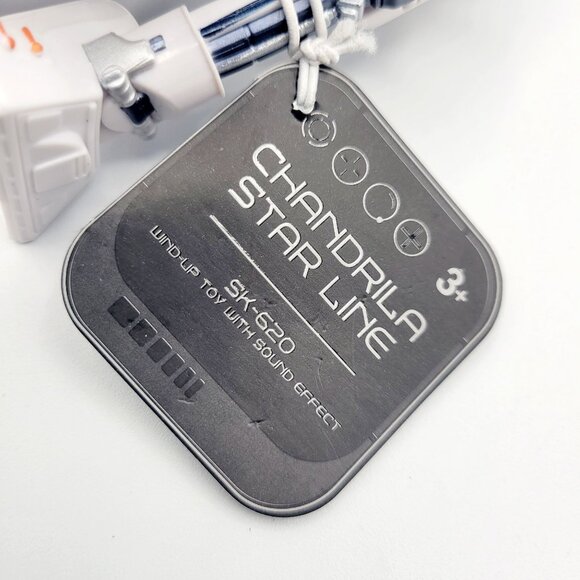 CHANDRILA
STAR LINE
3+
SK-620
WIND-UP TOY WITH SOUND EFFECT